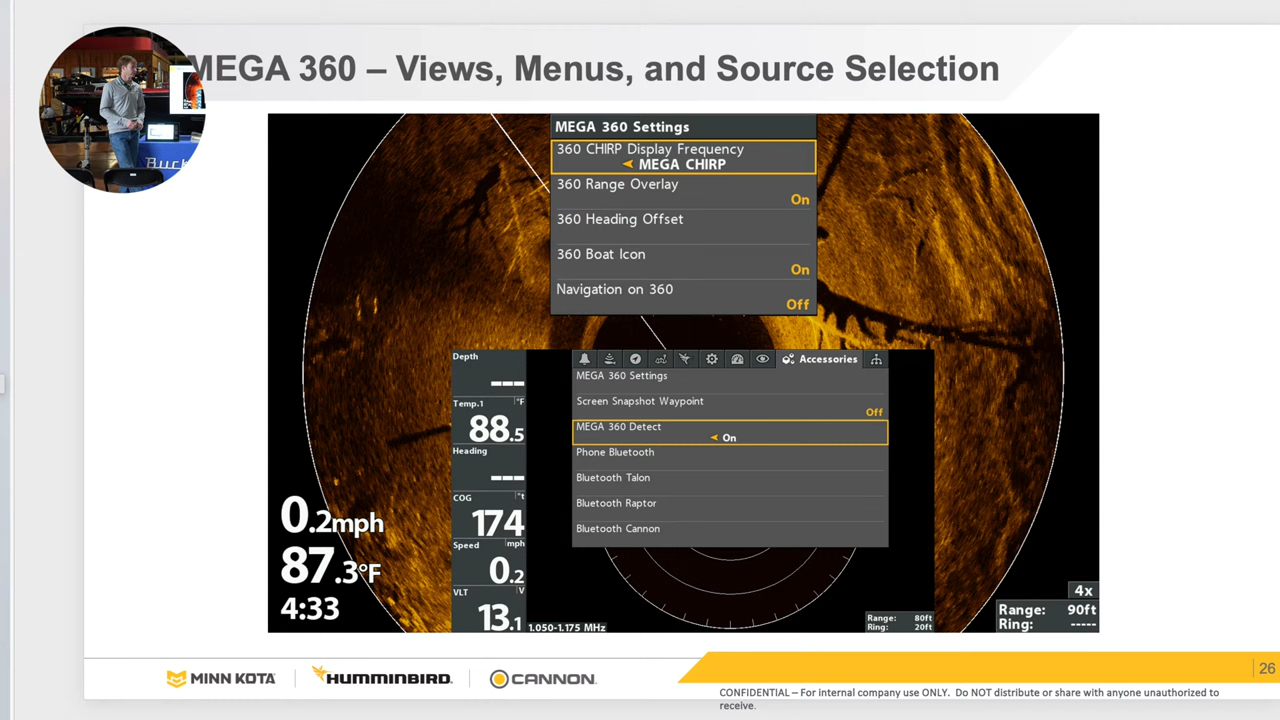 MEGA 360 – Views, Menus, and Source Selection
Buck
MEGA 360 Settings
360 CHIRP Display Frequency
MEGA CHIRP
360 Range Overlay
On
360 Heading Offset
360 Boat Icon
On
Navigation on 360
Off
Accessories
MEGA 360 Settings
Screen Snapshot Waypoint
Off
MEGA 360 Detect
On
Phone Bluetooth
Bluetooth Talon
Bluetooth Raptor
Bluetooth Cannon
Depth
---
Temp.1 °F
88.5
Heading
---
COG °t
174
Speed mph
0.2
VLT V
13.1
1.050-1.175 MHz
Range: 80ft
Ring: 20ft
0.2mph
87.3°F
4:33
4x
Range: 90ft
Ring: -----
MINN KOTA
HUMMINBIRD
CANNON
26
CONFIDENTIAL – For internal company use ONLY. Do NOT distribute or share with anyone unauthorized to
receive.